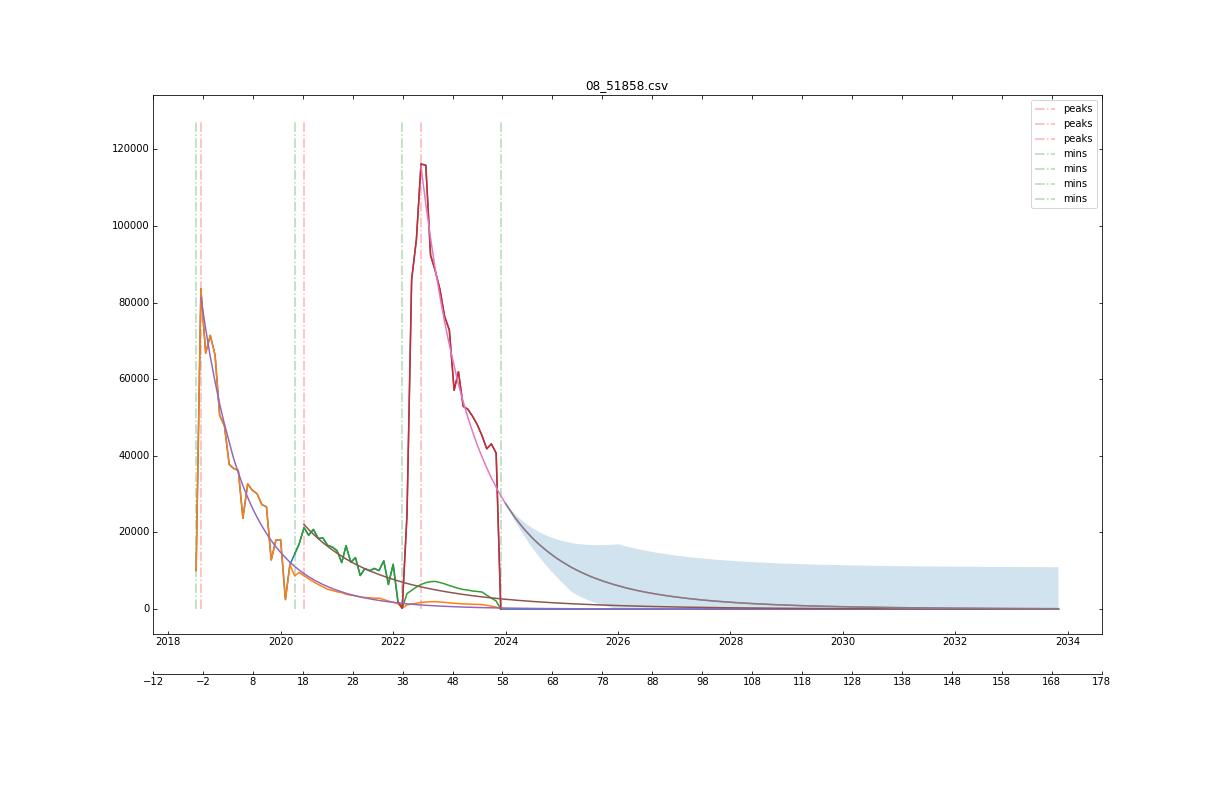 08_51858.csv
peaks
peaks
peaks
mins
mins
mins
mins
120000
100000
80000
60000
40000
20000
0
2018 2020 2022 2024 2026 2028 2030 2032 2034
−12 −2 8 18 28 38 48 58 68 78 88 98 108 118 128 138 148 158 168 178